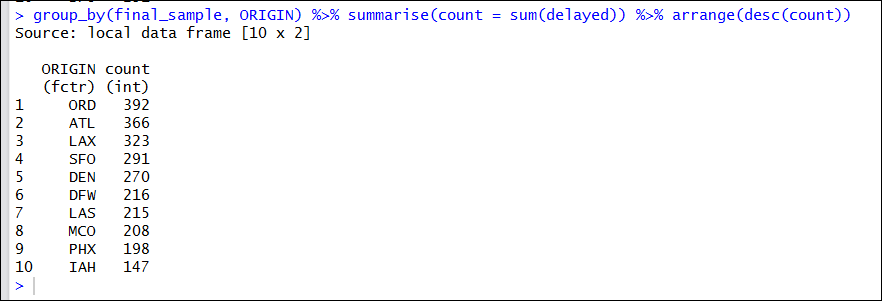 > group_by(final_sample, ORIGIN) %>% summarise(count = sum(delayed)) %>% arrange(desc(count))
Source: local data frame [10 x 2]
ORIGIN count
(fctr) (int)
1 ORD 392
2 ATL 366
3 LAX 323
4 SFO 291
5 DEN 270
6 DFW 216
7 LAS 215
8 MCO 208
9 PHX 198
10 IAH 147
>